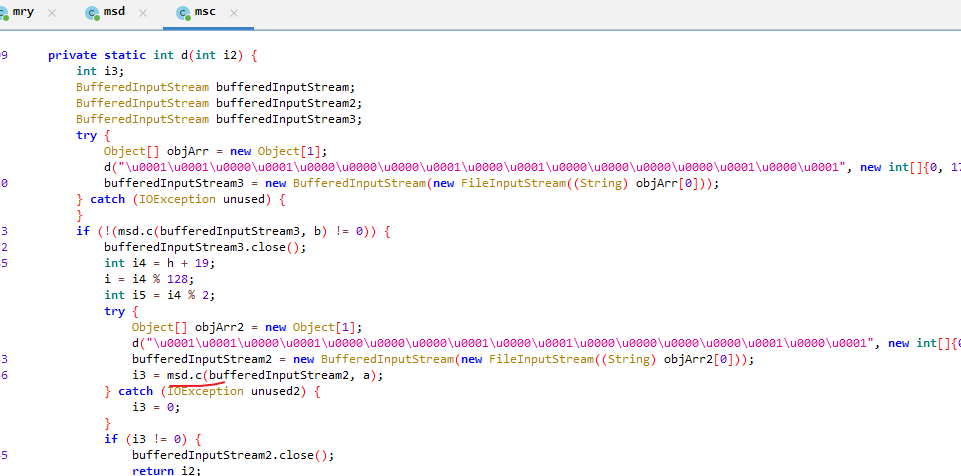 mry × msd × msc ×
9 private static int d(int i2) {
int i3;
BufferedInputStream bufferedInputStream;
BufferedInputStream bufferedInputStream2;
BufferedInputStream bufferedInputStream3;
try {
Object[] objArr = new Object[1];
d("\u0001\u0001\u0000\u0001\u0000\u0000\u0000\u0001\u0000\u0001\u0000\u0000\u0000\u0000\u0001\u0000\u0001", new int[]{0, 17
0 bufferedInputStream3 = new BufferedInputStream(new FileInputStream((String) objArr[0]));
} catch (IOException unused) {
}
3 if (!(msd.c(bufferedInputStream3, b) != 0)) {
2 bufferedInputStream3.close();
5 int i4 = h + 19;
i = i4 % 128;
int i5 = i4 % 2;
try {
Object[] objArr2 = new Object[1];
d("\u0001\u0001\u0000\u0001\u0000\u0000\u0000\u0001\u0000\u0001\u0000\u0000\u0000\u0000\u0000\u0001\u0000\u0001", new int[]{0
3 bufferedInputStream2 = new BufferedInputStream(new FileInputStream((String) objArr2[0]));
6 i3 = msd.c(bufferedInputStream2, a);
} catch (IOException unused2) {
i3 = 0;
}
if (i3 != 0) {
5 bufferedInputStream2.close();
return i2;